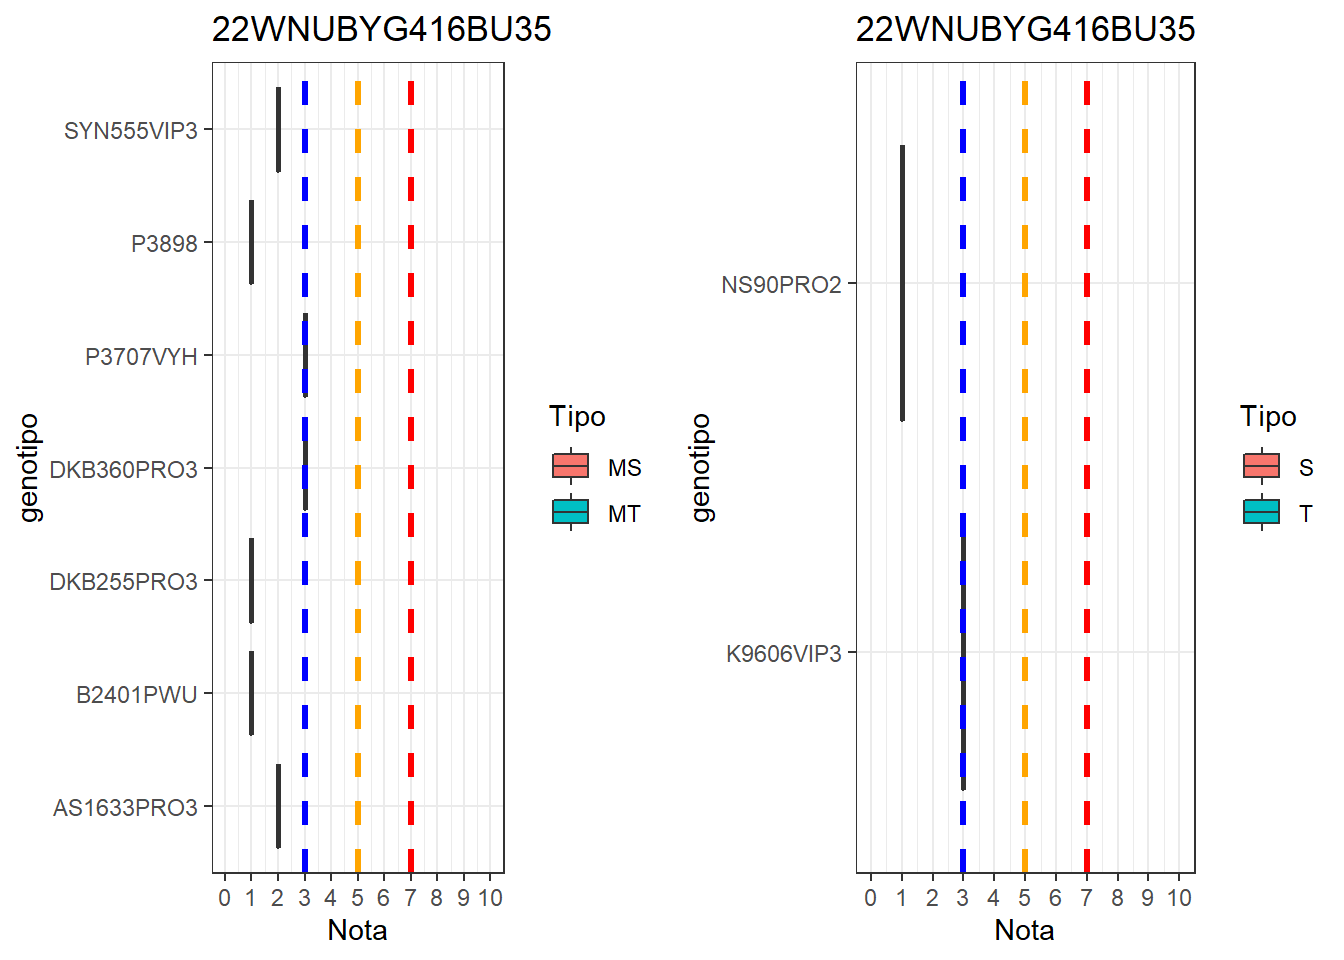 22WNUBYG416BU35
SYN555VIP3
P3898
P3707VYH
DKB360PRO3
DKB255PRO3
B2401PWU
AS1633PRO3
genotipo
0 1 2 3 4 5 6 7 8 9 10
Nota
Tipo
MS
MT
22WNUBYG416BU35
NS90PRO2
K9606VIP3
genotipo
0 1 2 3 4 5 6 7 8 9 10
Nota
Tipo
S
T